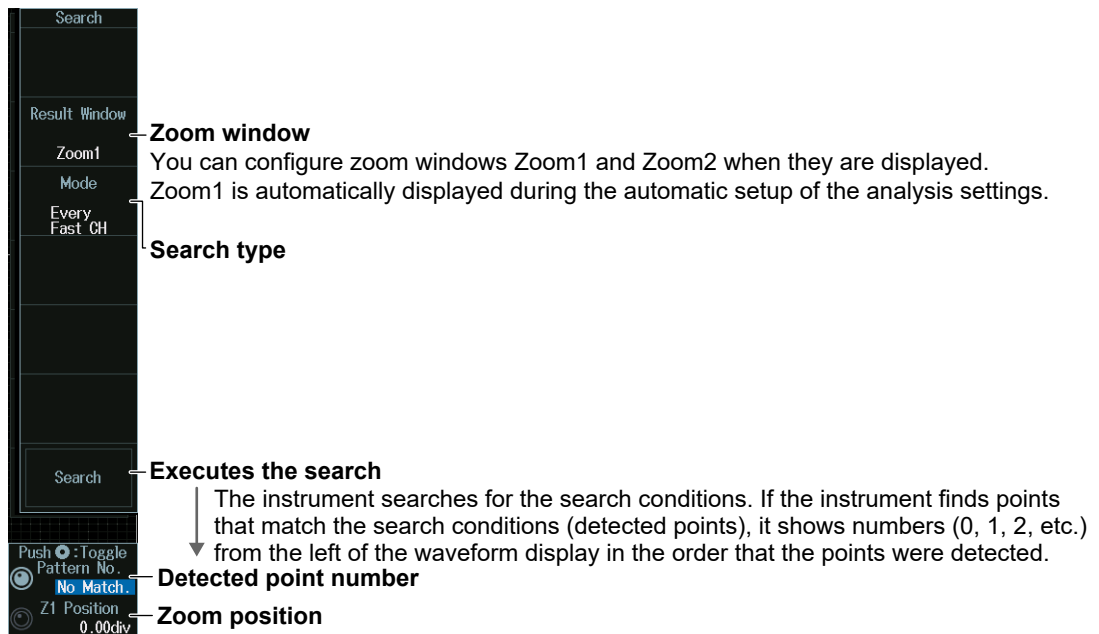 Search
Result Window
Zoom1
Zoom window
You can configure zoom windows Zoom1 and Zoom2 when they are displayed.
Zoom1 is automatically displayed during the automatic setup of the analysis settings.
Mode
Every
Fast CH
Search type
Search
Executes the search
The instrument searches for the search conditions. If the instrument finds points
that match the search conditions (detected points), it shows numbers (0, 1, 2, etc.)
from the left of the waveform display in the order that the points were detected.
Push :Toggle
Pattern No.
No Match.
Detected point number
Z1 Position
0.00div
Zoom position